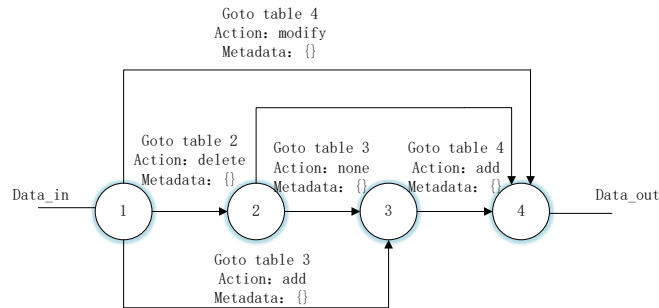 Goto table 4
Action: modify
Metadata: {}
Goto table 2
Action: delete
Metadata: {}
Goto table 3
Action: none
Metadata: {}
Goto table 4
Action: add
Metadata: {}
Data_in
1
2
3
4
Data_out
Goto table 3
Action: add
Metadata: {}